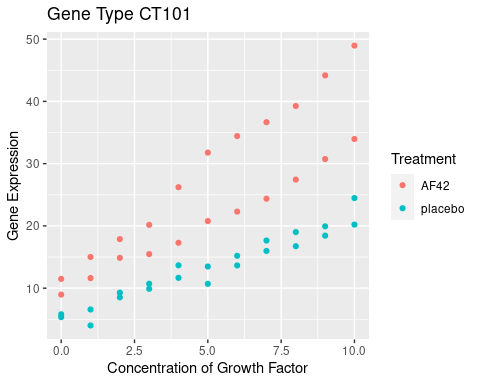 Gene Type CT101
50
40
30
20
10
Gene Expression
0.0 2.5 5.0 7.5 10.0
Concentration of Growth Factor
Treatment
AF42
placebo